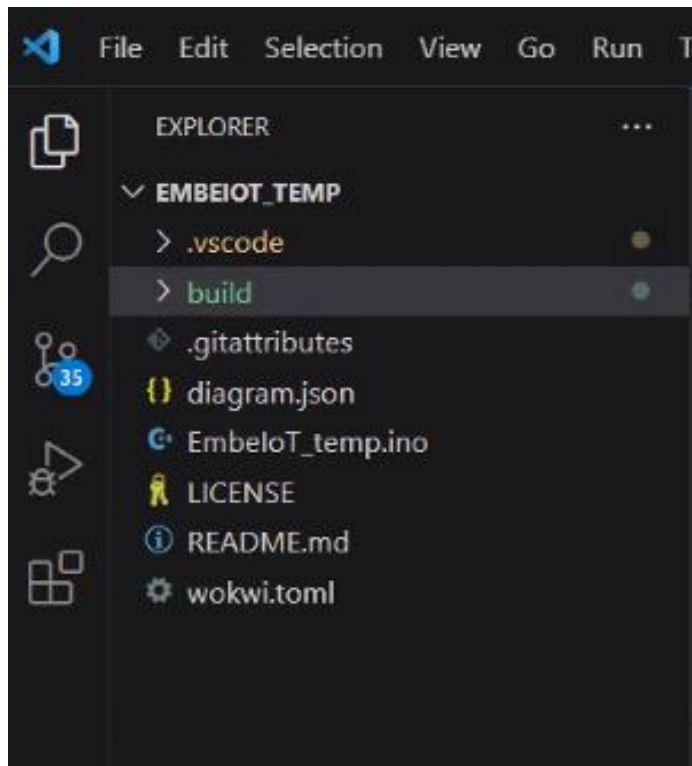 File Edit Selection View Go Run T
EXPLORER ...
EMBEIOT_TEMP
.vscode
build
.gitattributes
{} diagram.json
EmbeIoT_temp.ino
LICENSE
README.md
wokwi.toml
35